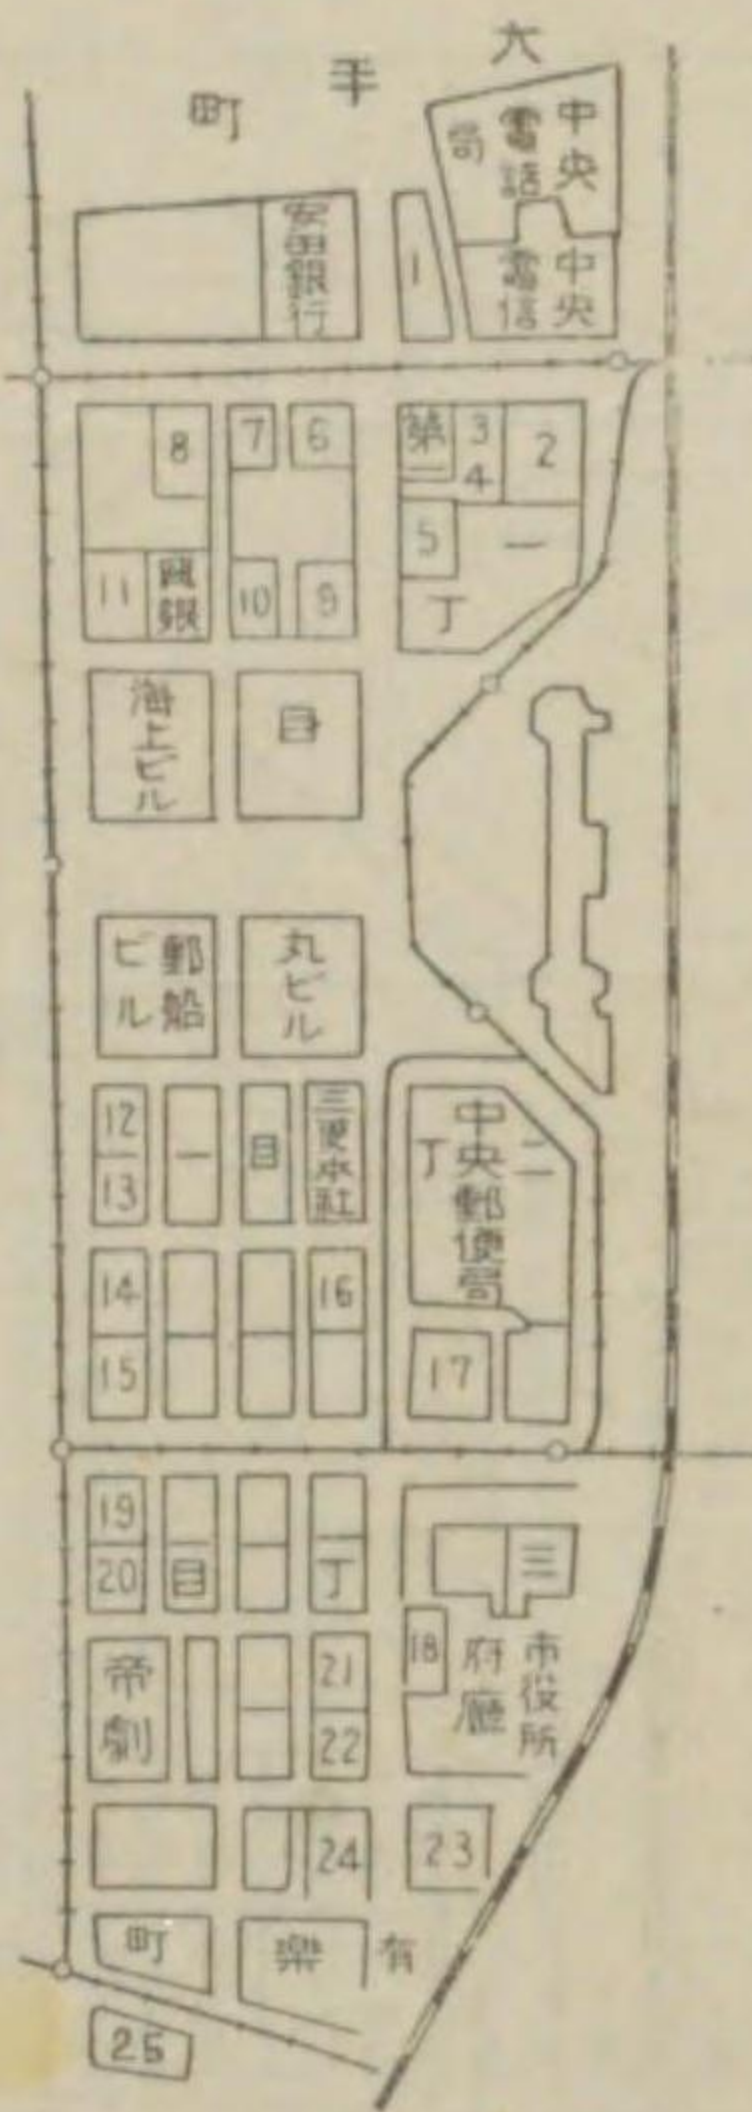 大手町
中央電話局
中央電信
1
安田銀行
2
3
4
第一
5
一
丁
6
7
8
9
10
11
銀
目
海上ビル
丸ビル
郵船ビル
三菱本社
目
一
12
13
中央郵便局
二
丁
14
15
16
17
19
20
目
丁
三
18
市役所
府廳
帝劇
21
22
23
24
有樂町
25